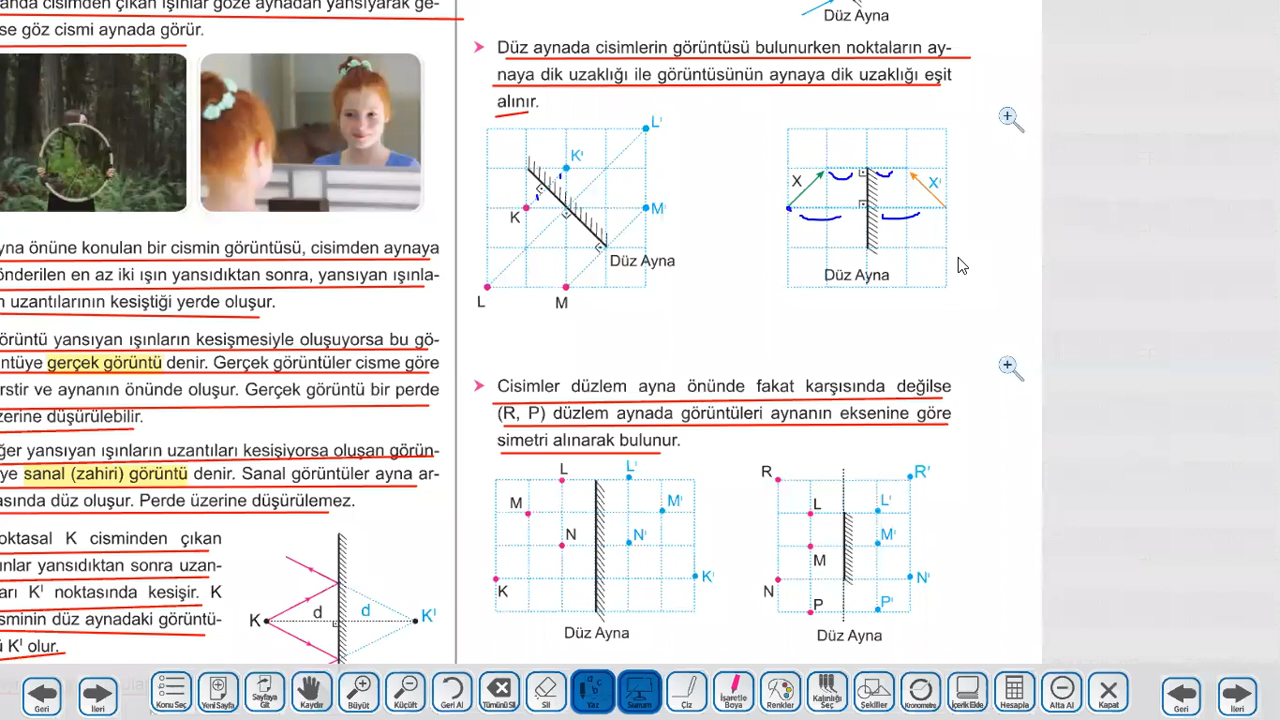 anda cisimden çıkan ışınlar göze aynadan yansıyarak ge-
se göz cismi aynada görür.
yna önüne konulan bir cismin görüntüsü, cisimden aynaya
önderilen en az iki ışın yansıdıktan sonra, yansıyan ışınla-
n uzantılarının kesiştiği yerde oluşur.
örüntü yansıyan ışınların kesişmesiyle oluşuyorsa bu gö-
ntüye gerçek görüntü denir. Gerçek görüntüler cisme göre
erstir ve aynanın önünde oluşur. Gerçek görüntü bir perde
zerine düşürülebilir.
ğer yansıyan ışınların uzantıları kesişiyorsa oluşan görün-
ye sanal (zahiri) görüntü denir. Sanal görüntüler ayna ar-
asında düz oluşur. Perde üzerine düşürülemez.
oktasal K cisminden çıkan
ınlar yansıdıktan sonra uzan-
arı K' noktasında kesişir. K
sminin düz aynadaki görüntü-
ü K' olur.
K
d
d
K'
Düz Ayna
Düz aynada cisimlerin görüntüsü bulunurken noktaların ay-
naya dik uzaklığı ile görüntüsünün aynaya dik uzaklığı eşit
alınır.
L'
K'
K
M'
Düz Ayna
L
M
X
X'
Düz Ayna
Cisimler düzlem ayna önünde fakat karşısında değilse
(R, P) düzlem aynada görüntüleri aynanın eksenine göre
simetri alınarak bulunur.
L
L'
M
M'
N
N'
K
K'
Düz Ayna
R
R'
L
L'
M
M'
N
N'
P
P'
Düz Ayna
Geri
İleri
Konu Seç
Yeni Sayfa
Sayfaya Git
Kaydır
Büyüt
Küçült
Geri Al
Tümünü Sil
Sil
a b c
Yaz
Sunum
Çiz
İşaretle Boya
Renkler
Kalınlığı Seç
Şekiller
Kronometre
İçerik Ekle
Hesapla
Alta Al
Kapat
Geri
İleri